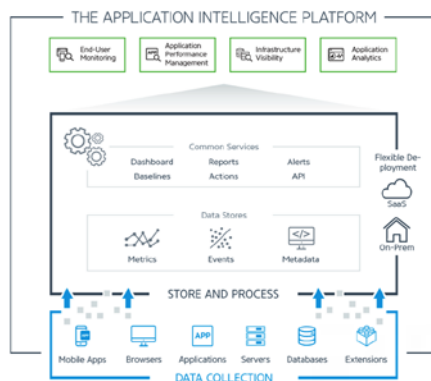 THE APPLICATION INTELLIGENCE PLATFORM
End-User
Monitoring
Application
Performance
Management
Infrastructure
Visibility
Application
Analytics
Common Services
Dashboard Reports Alerts
Baselines Actions API
Flexible De-
ployment
SaaS
On-Prem
Data Stores
</>
Metrics Events Metadata
STORE AND PROCESS
APP
Mobile Apps Browsers Applications Servers Databases Extensions
DATA COLLECTION